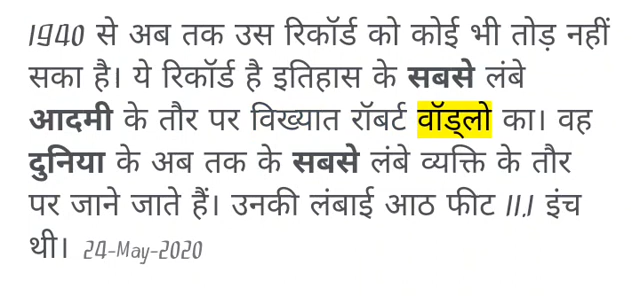 1940 से अब तक उस रिकॉर्ड को कोई भी तोड़ नहीं
सका है। ये रिकॉर्ड है इतिहास के सबसे लंबे
आदमी के तौर पर विख्यात रॉबर्ट वॉड्लो का। वह
दुनिया के अब तक के सबसे लंबे व्यक्ति के तौर
पर जाने जाते हैं। उनकी लंबाई आठ फीट 11.1 इंच
थी। 24-May-2020